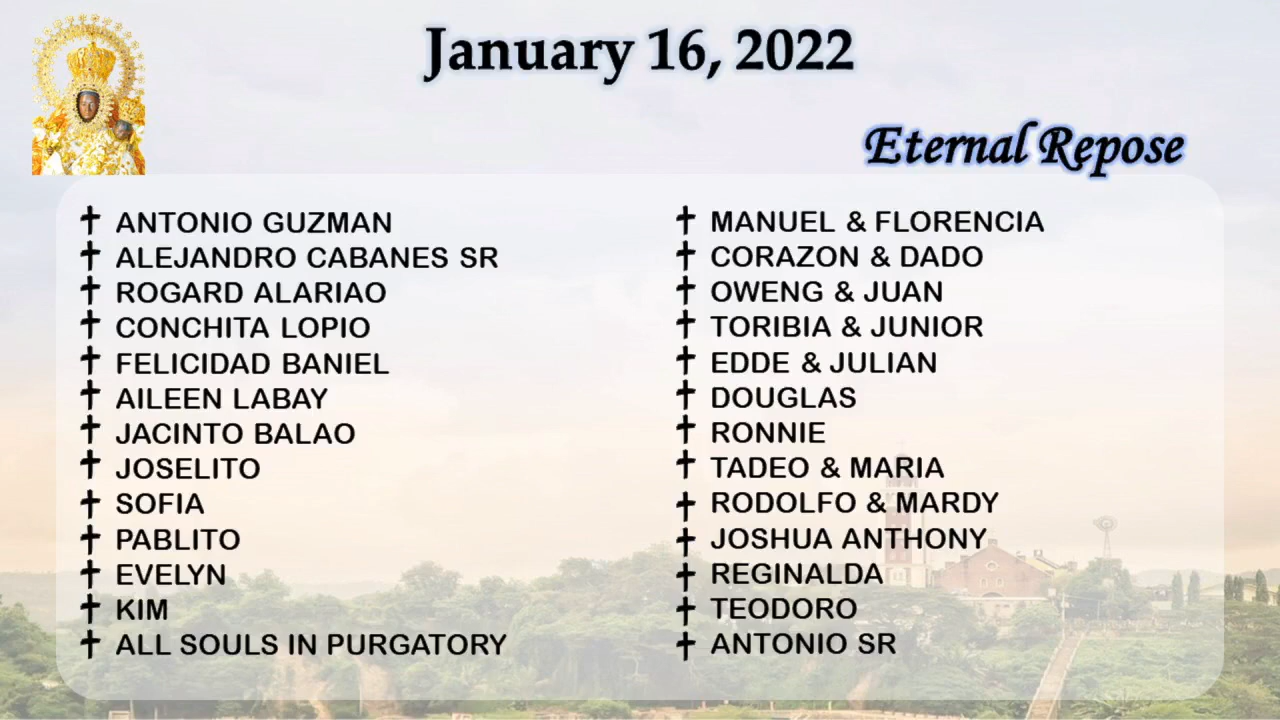 January 16, 2022
Eternal Repose
ANTONIO GUZMAN
ALEJANDRO CABANES SR
ROGARD ALARIAO
CONCHITA LOPIO
FELICIDAD BANIEL
AILEEN LABAY
JACINTO BALAO
JOSELITO
SOFIA
PABLITO
EVELYN
KIM
ALL SOULS IN PURGATORY
MANUEL & FLORENCIA
CORAZON & DADO
OWENG & JUAN
TORIBIA & JUNIOR
EDDE & JULIAN
DOUGLAS
RONNIE
TADEO & MARIA
RODOLFO & MARDY
JOSHUA ANTHONY
REGINALDA
TEODORO
ANTONIO SR